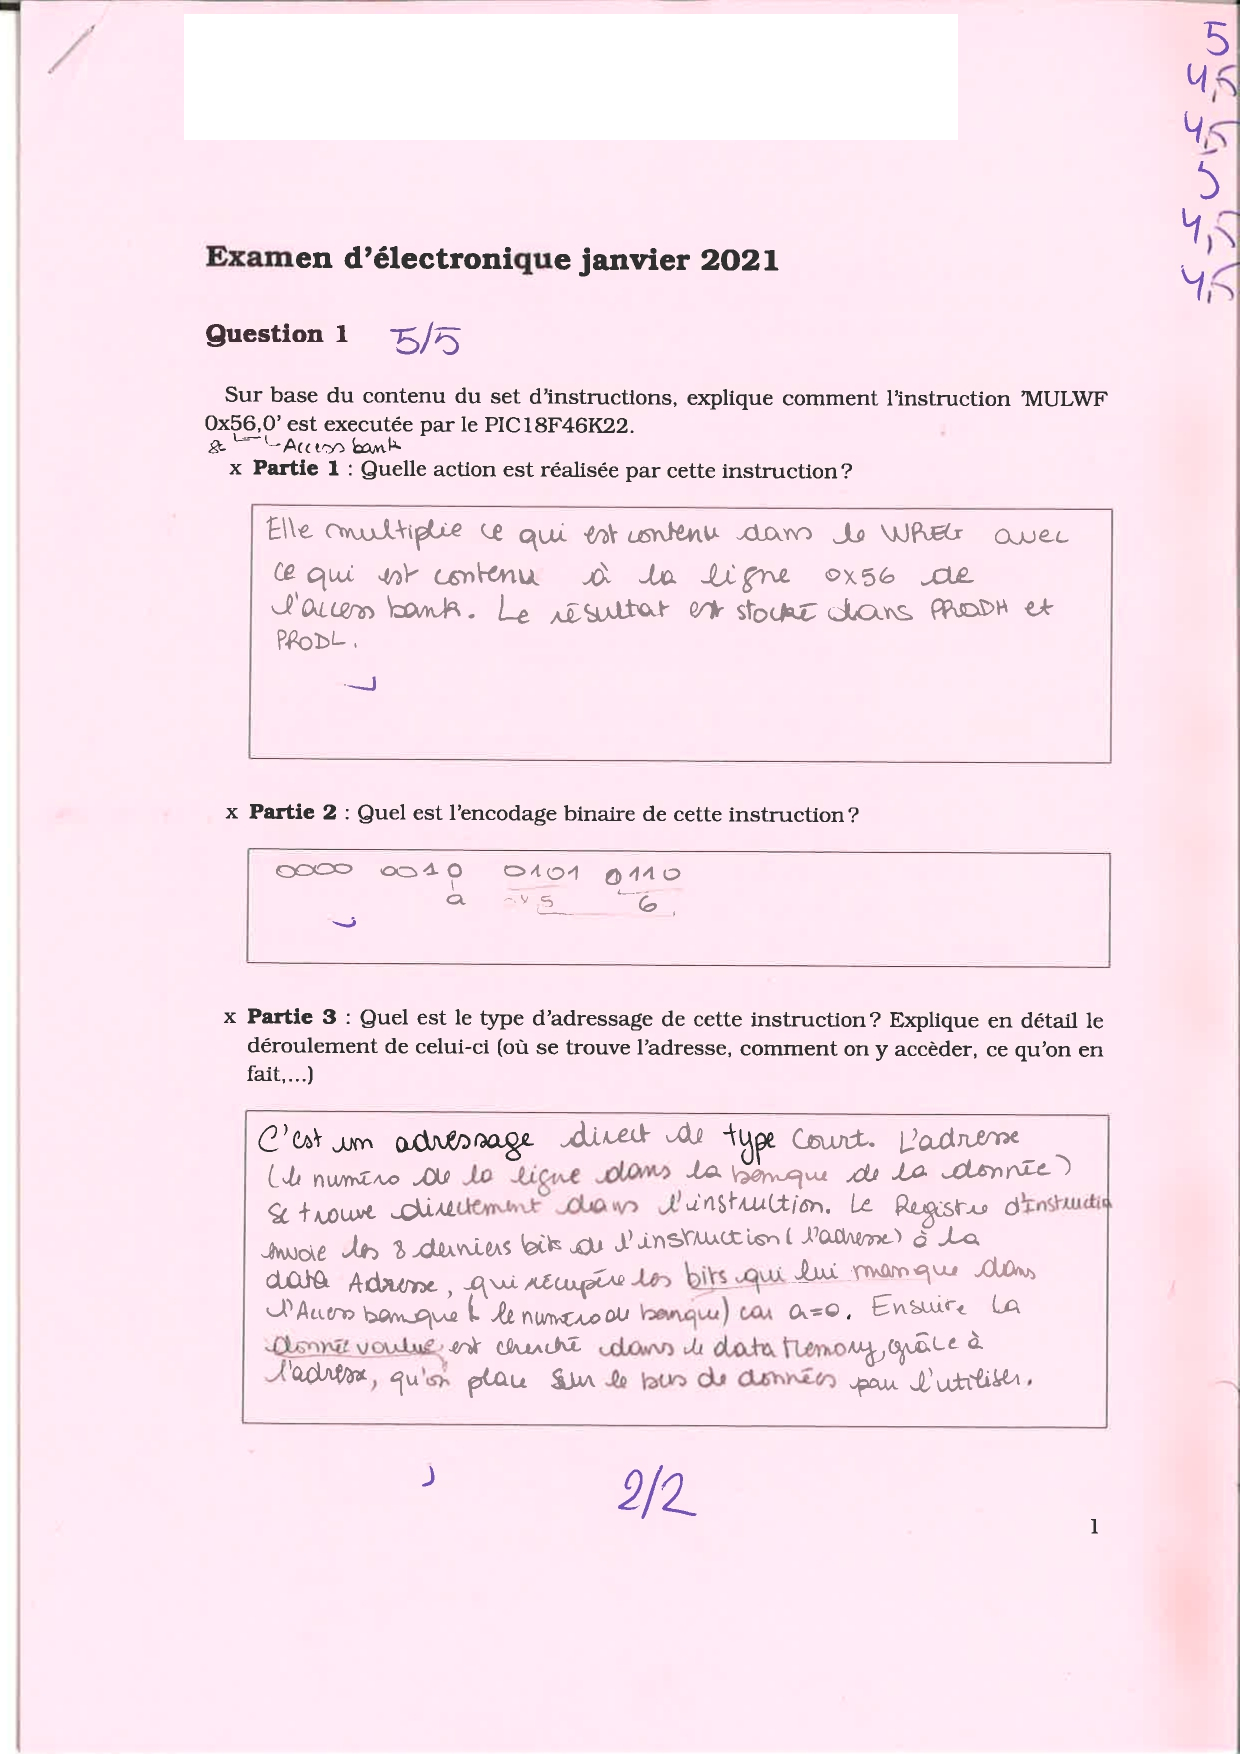 5
4,5
4,5
5
4,5
4,5
Examen d'électronique janvier 2021
Question 1 5/5
Sur base du contenu du set d'instructions, explique comment l'instruction 'MULWF
0x56,0' est executée par le PIC18F46K22.
Access bank
x Partie 1 : Quelle action est réalisée par cette instruction ?
Elle multiplie ce qui est contenu dans le WREG avec
ce qui est contenu à la ligne 0x56 de
l'access bank. Le résultat est stocké dans PRODH et
PRODL.
x Partie 2 : Quel est l'encodage binaire de cette instruction ?
0000 0010 0101 0110
a 5 6
x Partie 3 : Quel est le type d'adressage de cette instruction ? Explique en détail le
déroulement de celui-ci (où se trouve l'adresse, comment on y accèder, ce qu'on en
fait,...)
C'est un adressage direct de type court. L'adresse
(le numéro de la ligne dans la banque de la donnée)
se trouve directement dans l'instruction. Le Registre d'Instructio
envoie les 8 derniers bits de l'instruction (l'adresse) à la
data Adresse, qui récupère les bits qui lui manque dans
l'Access banque ( le numéro de banque) car a=0. Ensuite la
donnée voulue est cherché dans le data Memory, grâce à
l'adresse, qu'on place sur le bus de données pour l'utiliser.
2/2
1